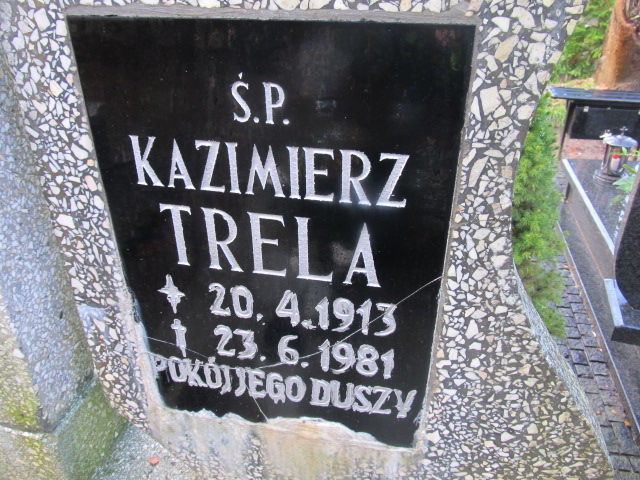 Ś.P.
KAZIMIERZ
TRELA
20.4.1913
23.6.1981
POKÓJ JEGO DUSZY